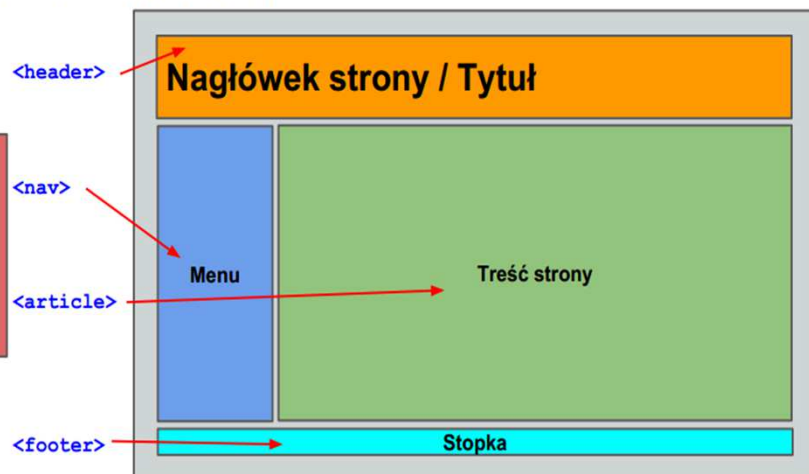 <header>
Nagłówek strony / Tytuł
<nav>
Menu
Treść strony
<article>
<footer>
Stopka